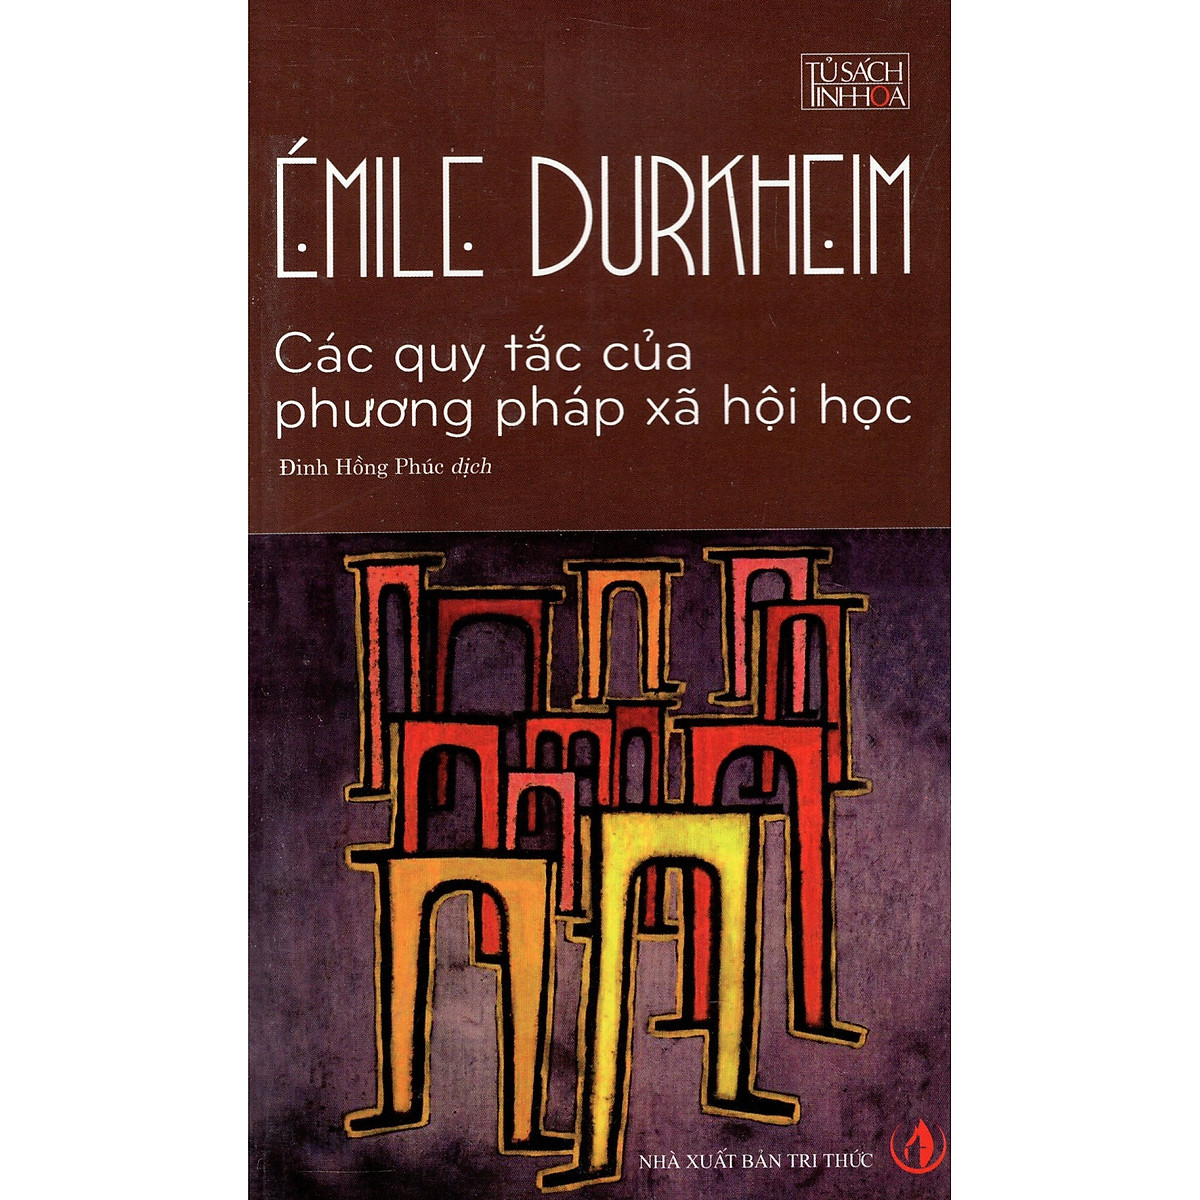 TỦ SÁCH
TINH HOA
ÉMILE DURKHEIM
Các quy tắc của
phương pháp xã hội học
Đinh Hồng Phúc dịch
NHÀ XUẤT BẢN TRI THỨC